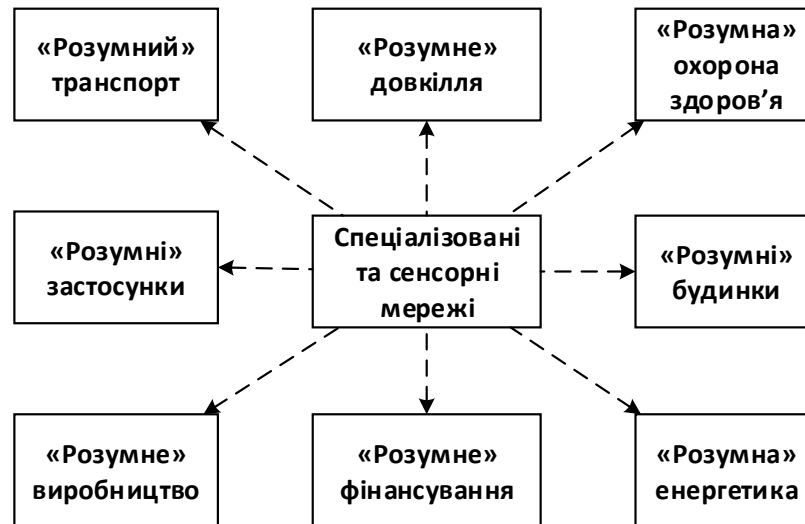 «Розумний»
транспорт
«Розумне»
довкілля
«Розумна»
охорона
здоров’я
«Розумні»
застосунки
Спеціалізовані
та сенсорні
мережі
«Розумні»
будинки
«Розумне»
виробництво
«Розумне»
фінансування
«Розумна»
енергетика